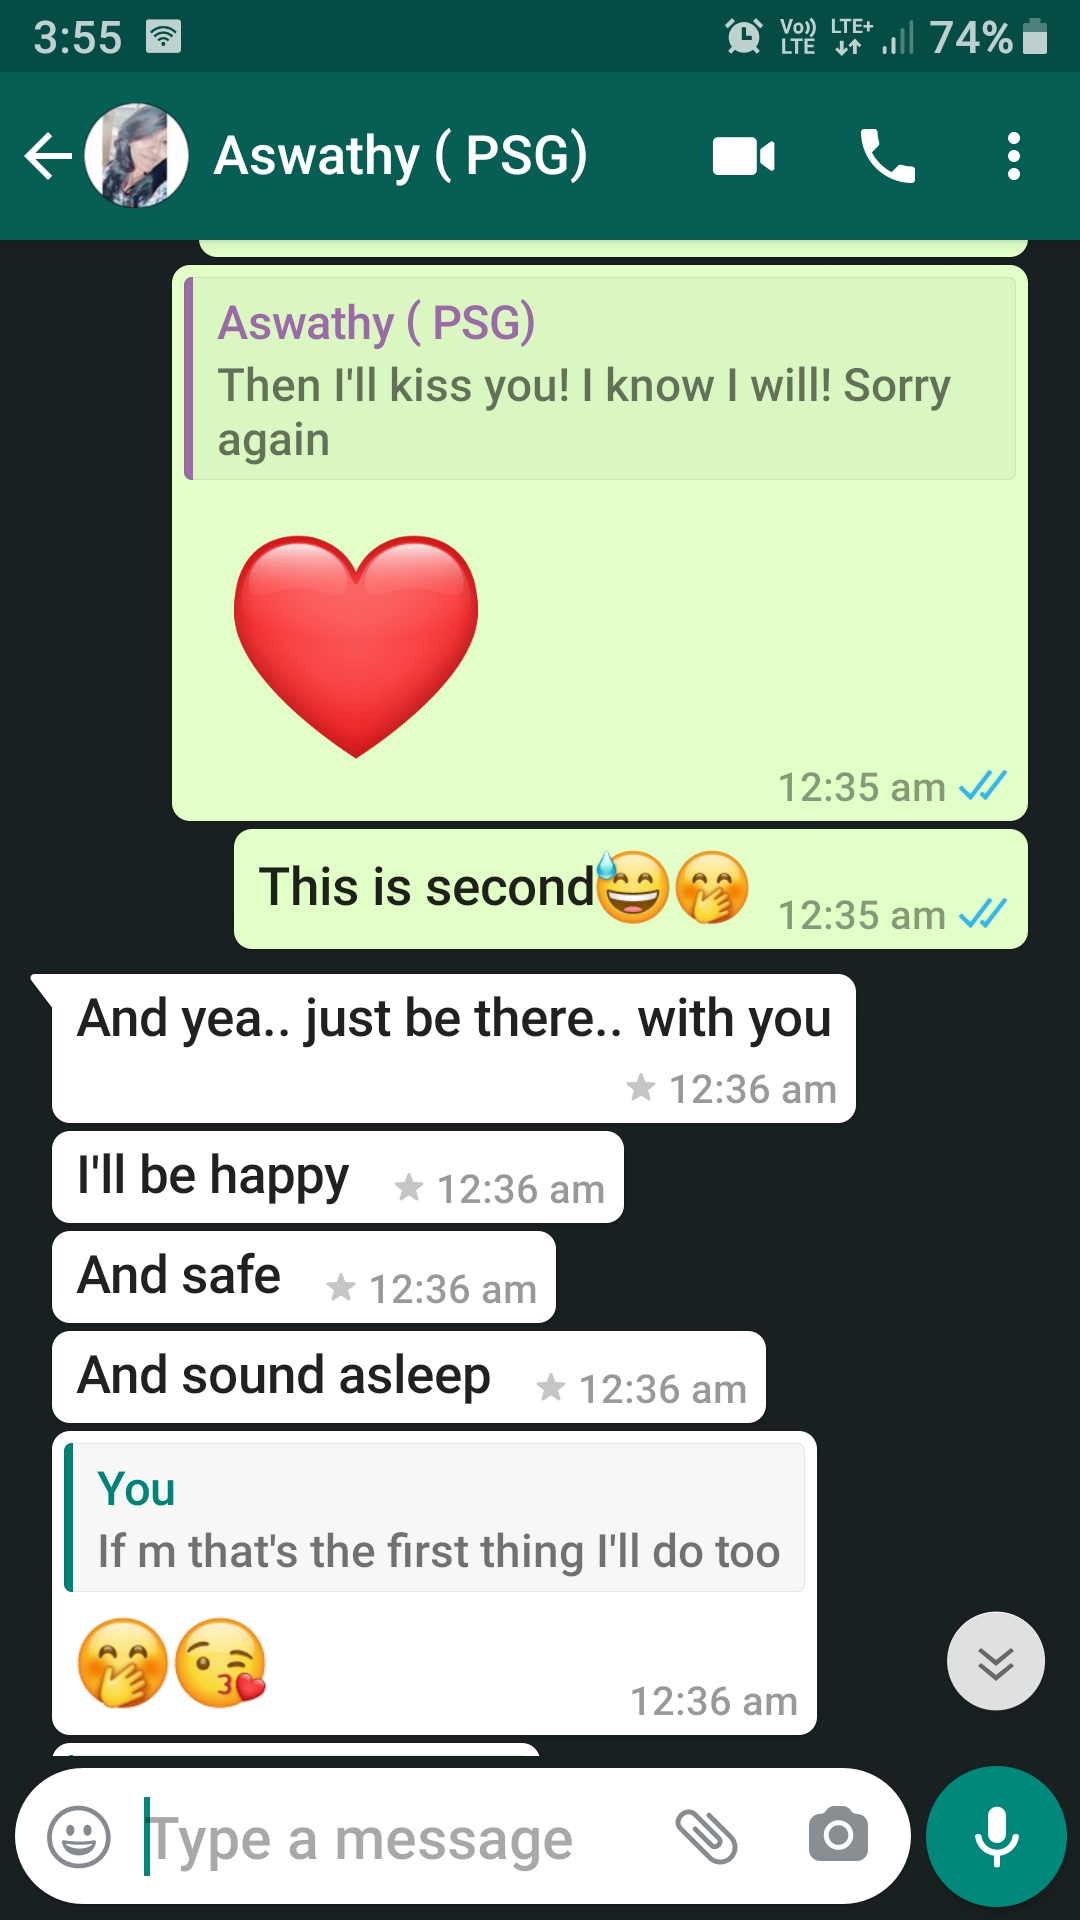 3:55 Vo)) LTE LTE+ 74%
Aswathy ( PSG)
Aswathy ( PSG)
Then I'll kiss you! I know I will! Sorry
again
❤️
12:35 am
This is second😅🤭 12:35 am
And yea.. just be there.. with you
12:36 am
I'll be happy 12:36 am
And safe 12:36 am
And sound asleep 12:36 am
You
If m that's the first thing I'll do too
🤭😘
12:36 am
Type a message